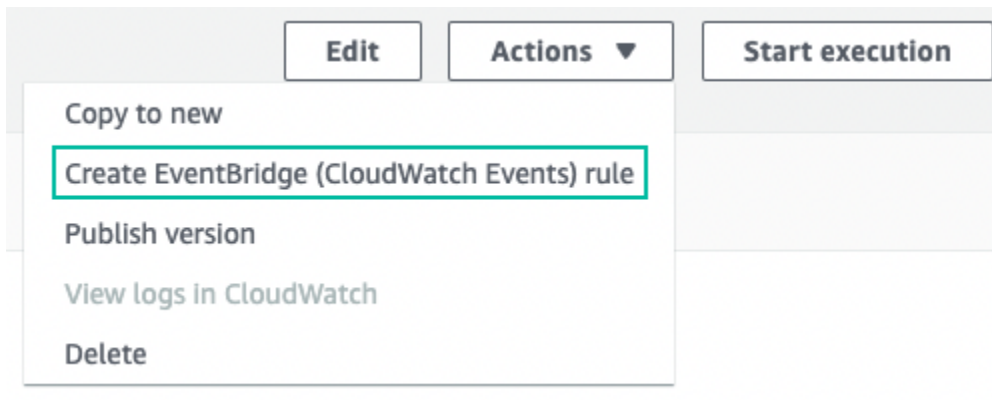 Edit Actions Start execution
Copy to new
Create EventBridge (CloudWatch Events) rule
Publish version
View logs in CloudWatch
Delete